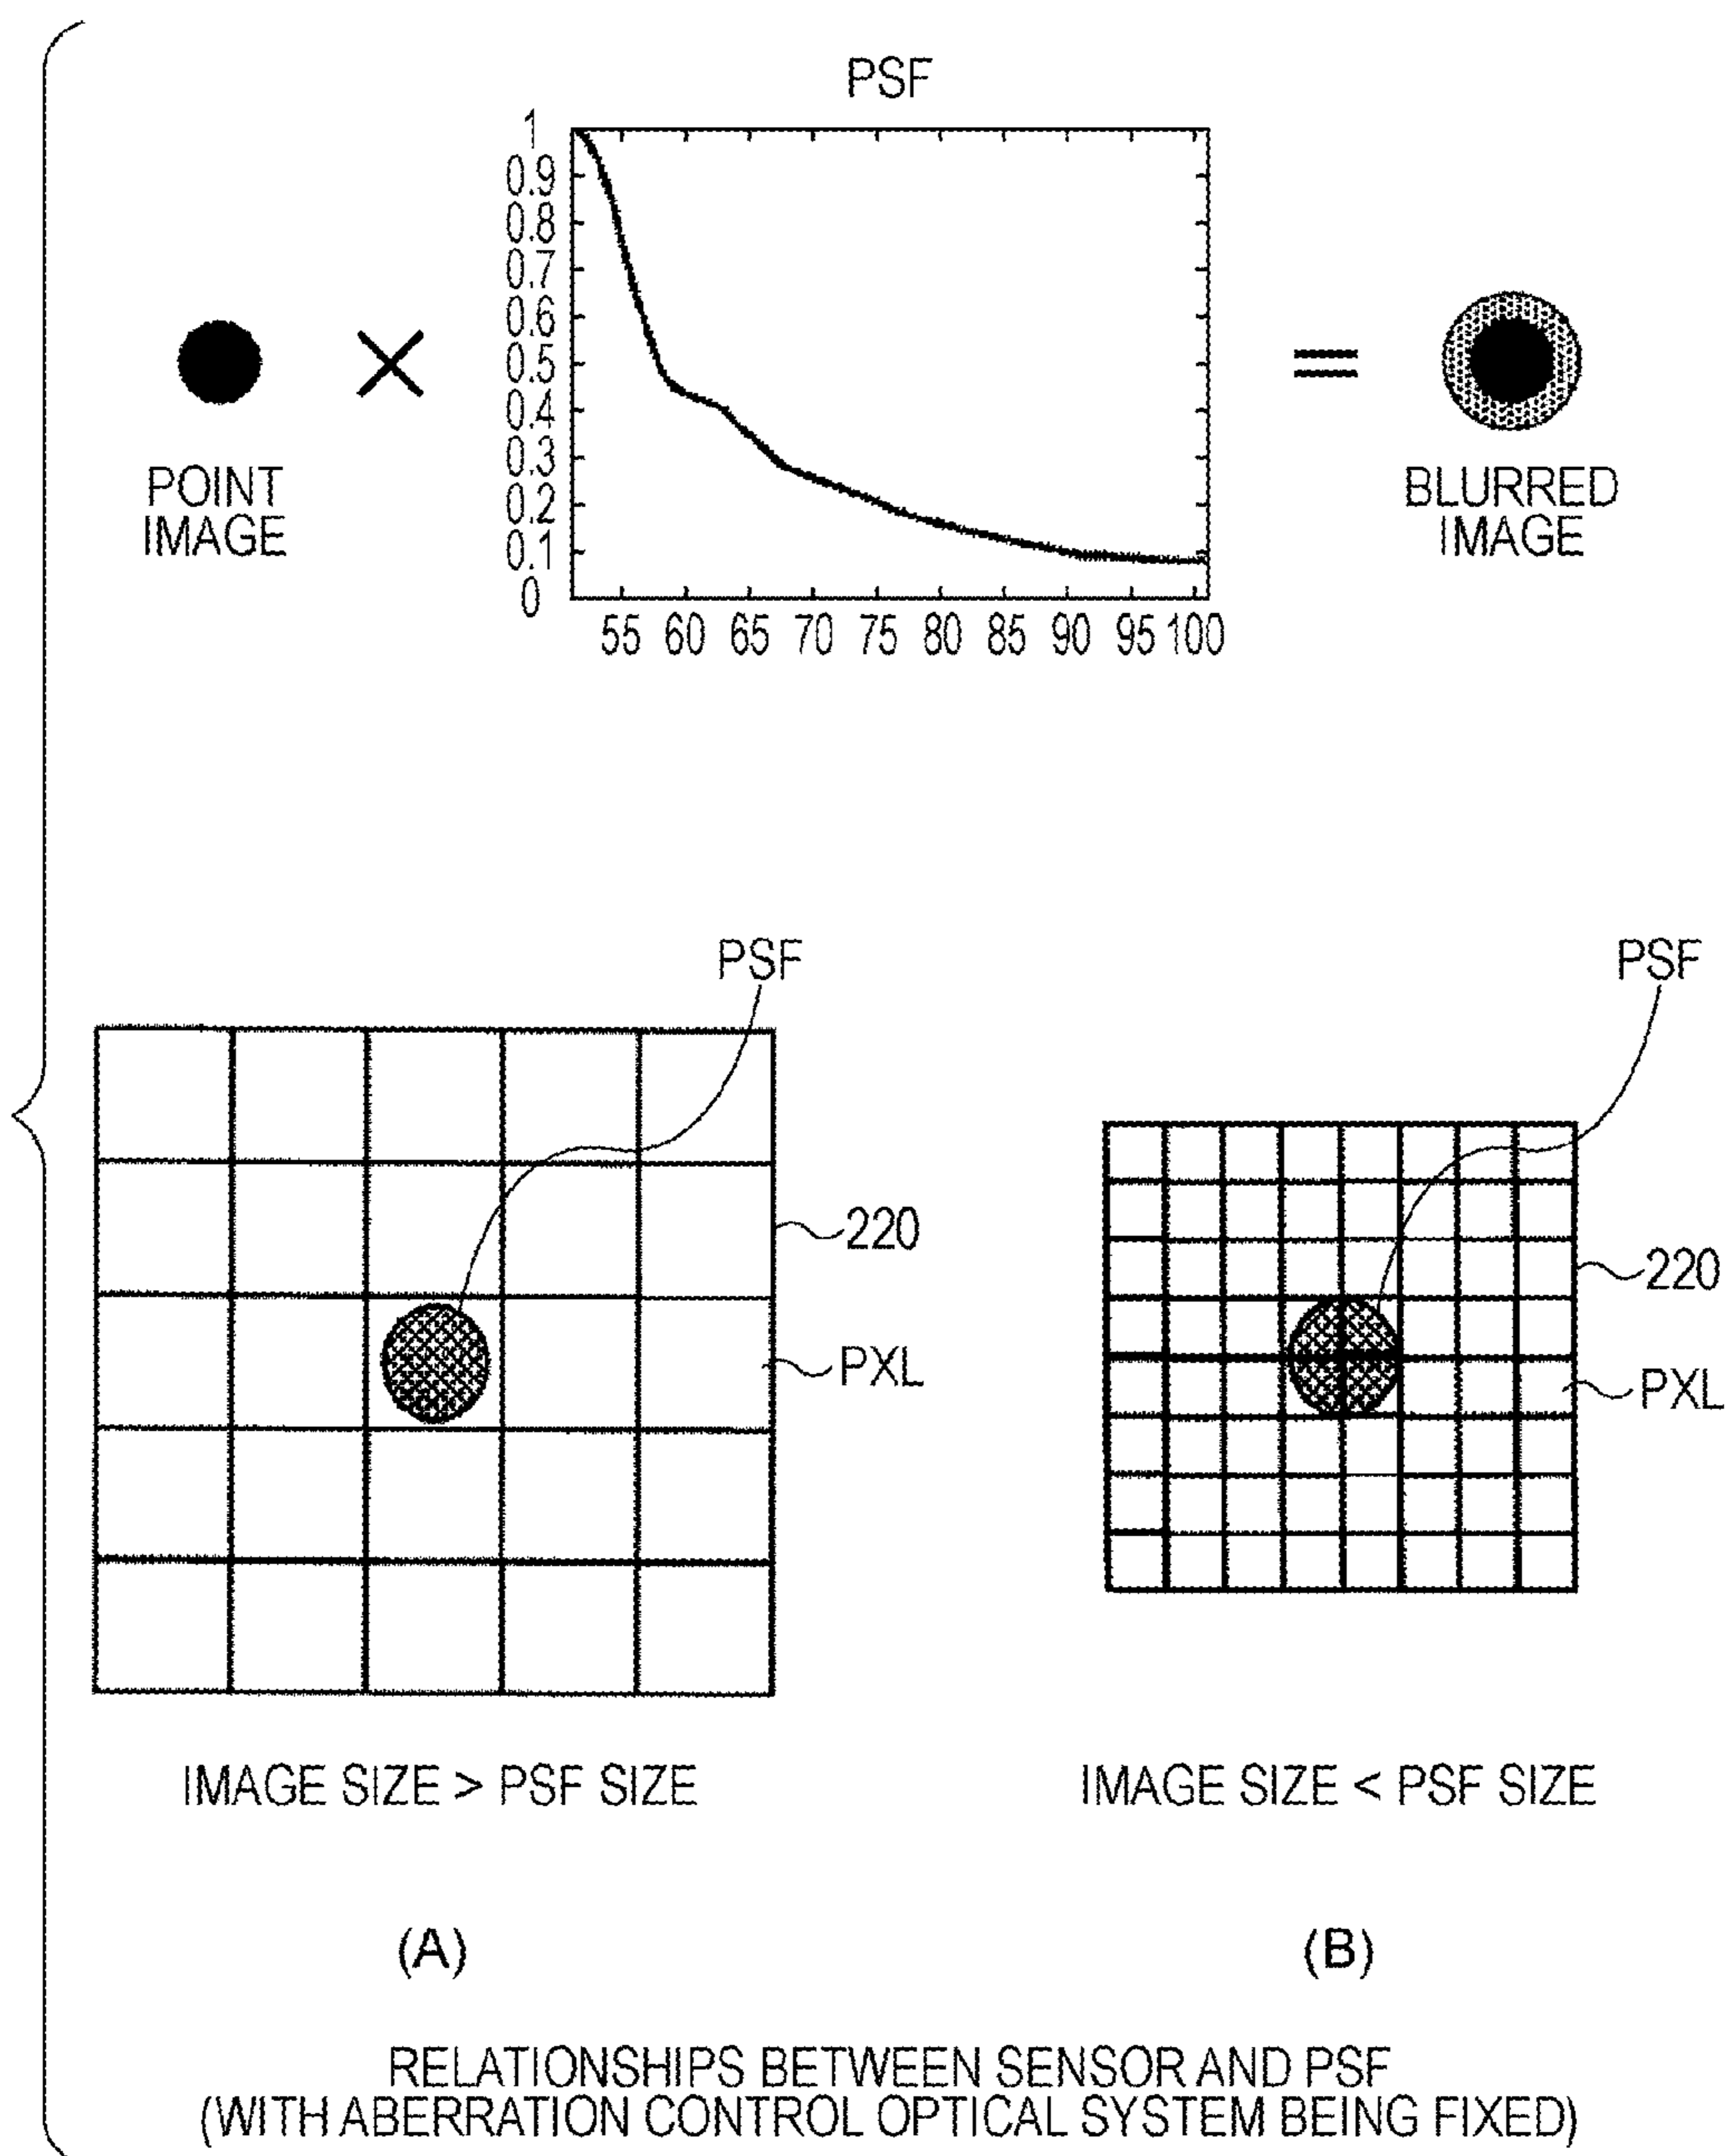 PSF
1
0.9
0.8
0.7
0.6
0.5
0.4
0.3
0.2
0.1
0
55 60 65 70 75 80 85 90 95 100
POINT
IMAGE
×
=
BLURRED
IMAGE
PSF
220
PXL
IMAGE SIZE > PSF SIZE
(A)
PSF
220
PXL
IMAGE SIZE < PSF SIZE
(B)
RELATIONSHIPS BETWEEN SENSOR AND PSF
(WITH ABERRATION CONTROL OPTICAL SYSTEM BEING FIXED)